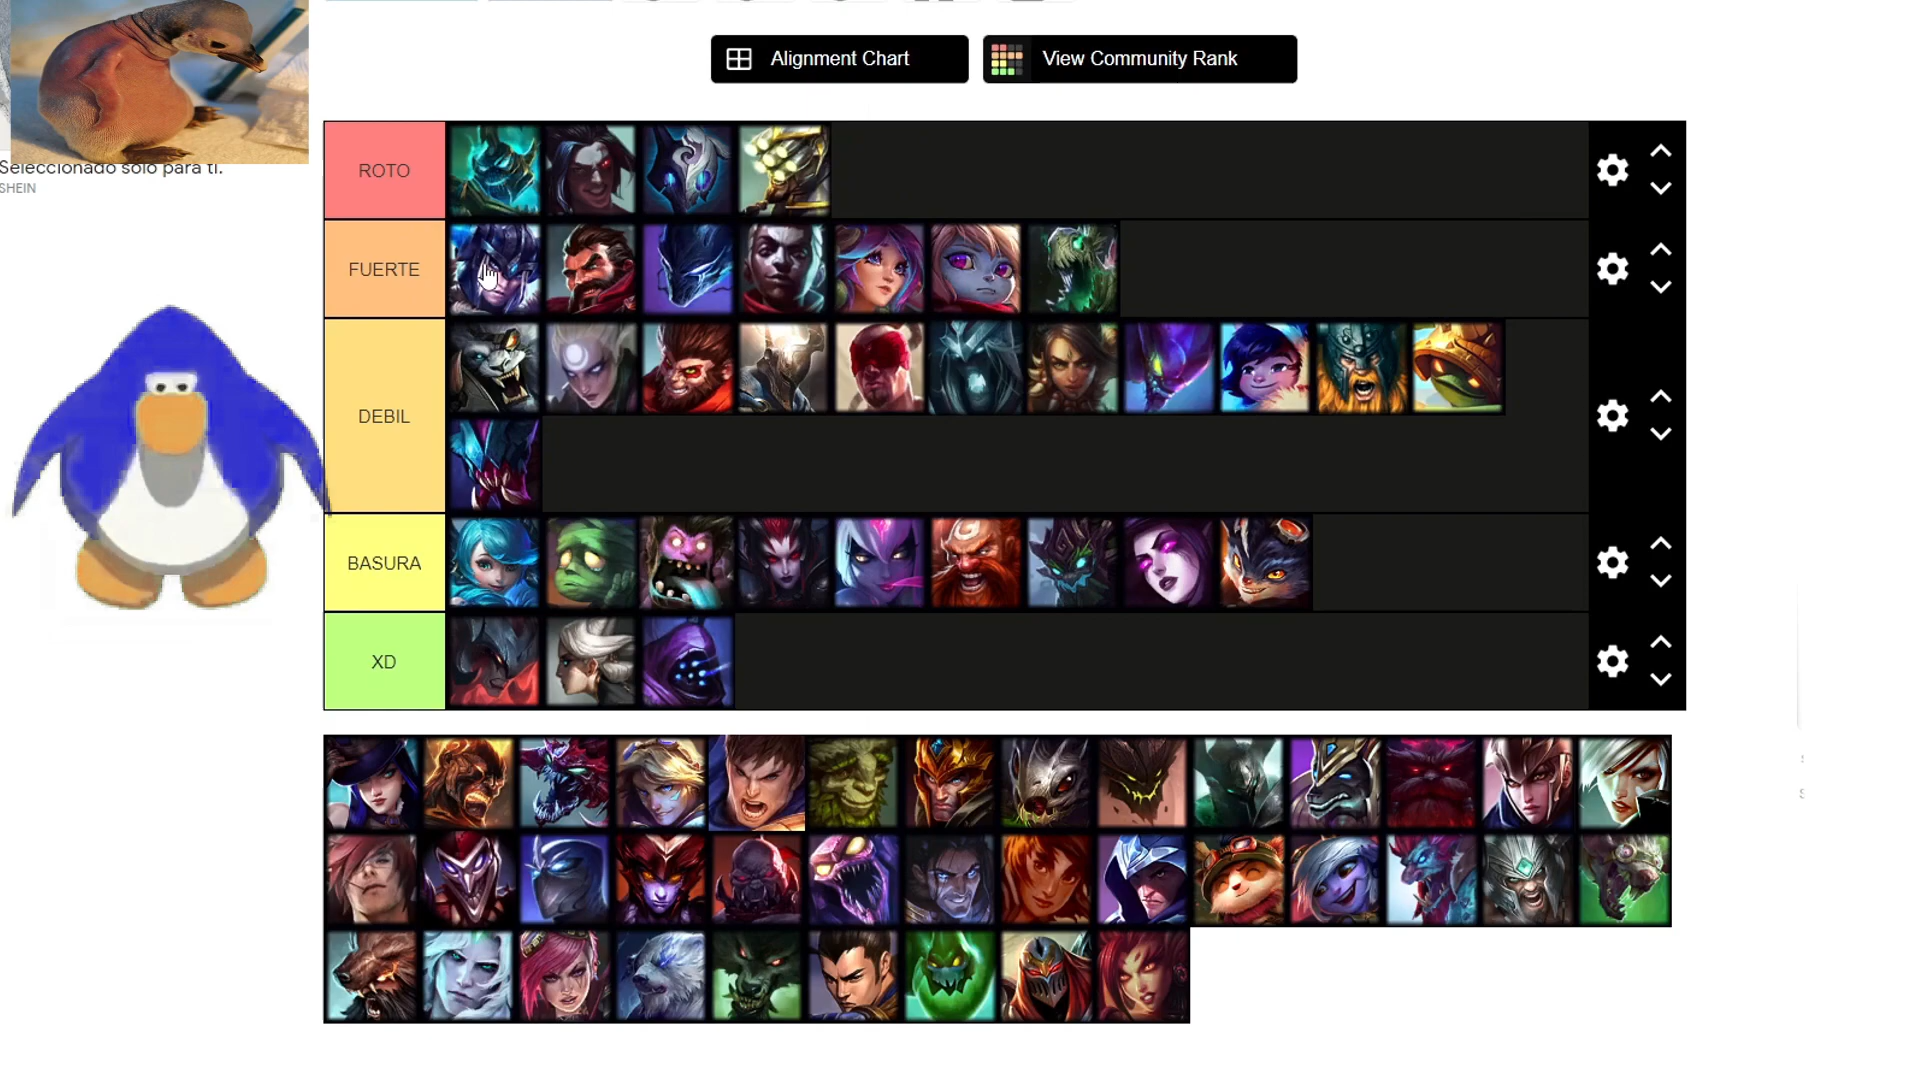 Alignment Chart
View Community Rank
Seleccionado solo para ti.
SHEIN
ROTO
FUERTE
DEBIL
BASURA
XD